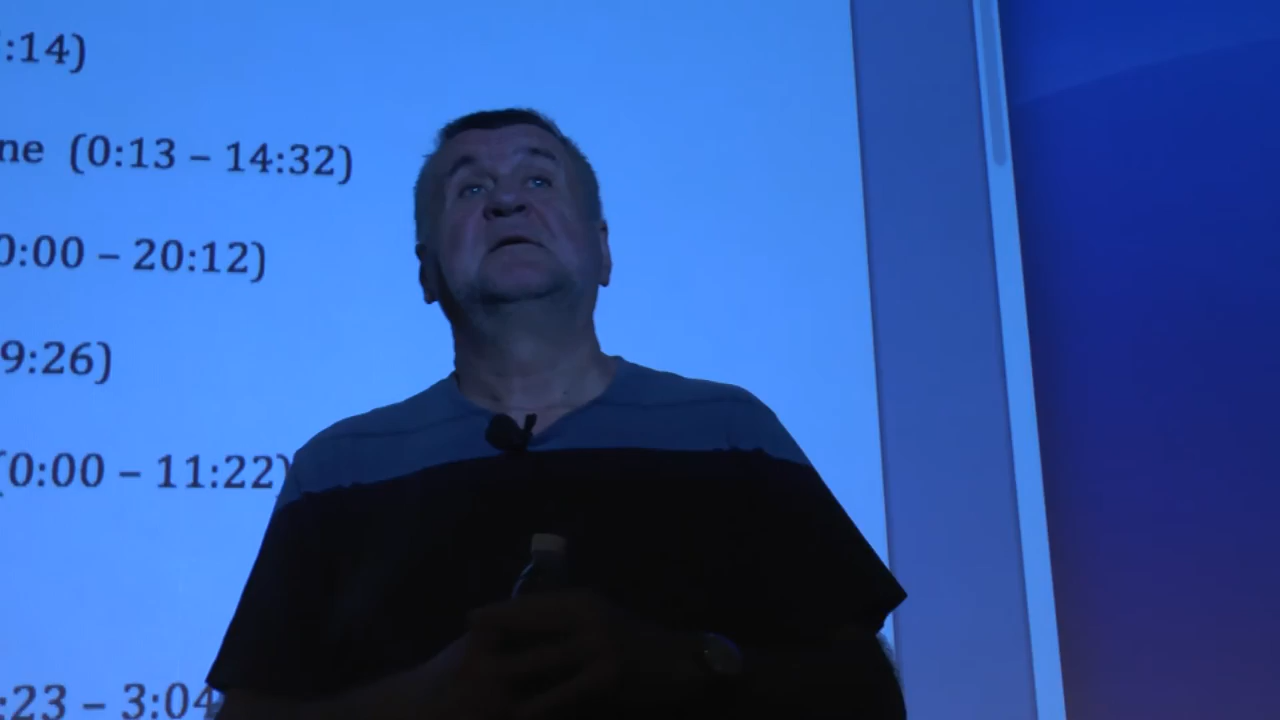 :14)
ne (0:13 – 14:32)
0:00 – 20:12)
9:26)
(0:00 – 11:22)
:23 – 3:04